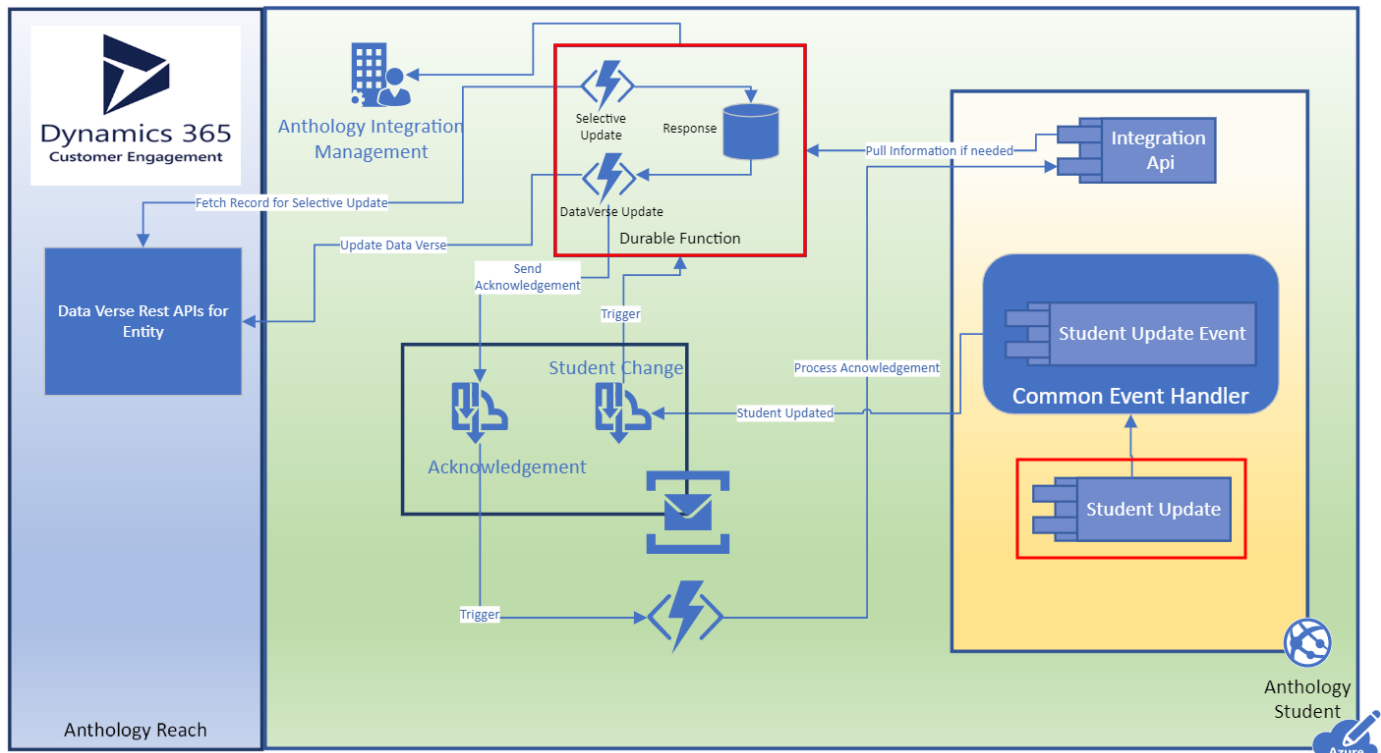 Dynamics 365
Customer Engagement
Anthology Integration
Management
Selective
Update
Response
DataVerse Update
Durable Function
Pull Information if needed
Integration
Api
Fetch Record for Selective Update
Update Data Verse
Send
Acknowledgement
Trigger
Data Verse Rest APIs for
Entity
Student Update Event
Common Event Handler
Student Change
Process Acnowledgement
Student Updated
Acknowledgement
Student Update
Trigger
Anthology
Student
Anthology Reach
Azure